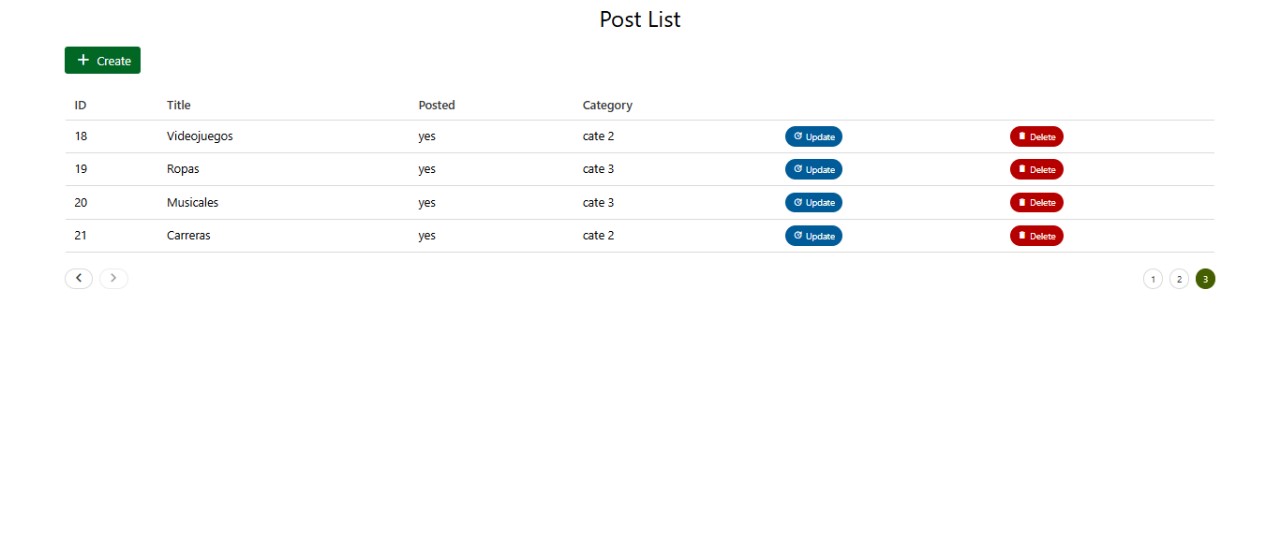 Post List
Create
ID Title Posted Category
18 Videojuegos yes cate 2 Update Delete
19 Ropas yes cate 3 Update Delete
20 Musicales yes cate 3 Update Delete
21 Carreras yes cate 2 Update Delete
1 2 3